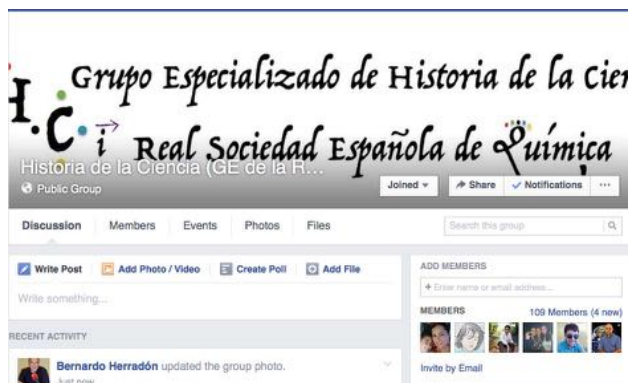 Grupo Especializado de Historia de la Cien
H.C.i
Real Sociedad Española de Química
Historia de la Ciencia (GE de la R...
Public Group
Joined
Share
Notifications
...
Discussion
Members
Events
Photos
Files
Search this group
Write Post
Add Photo / Video
Create Poll
Add File
Write something...
ADD MEMBERS
+ Enter name or email address...
MEMBERS
109 Members (4 new)
Invite by Email
RECENT ACTIVITY
Bernardo Herradón updated the group photo.
Just now